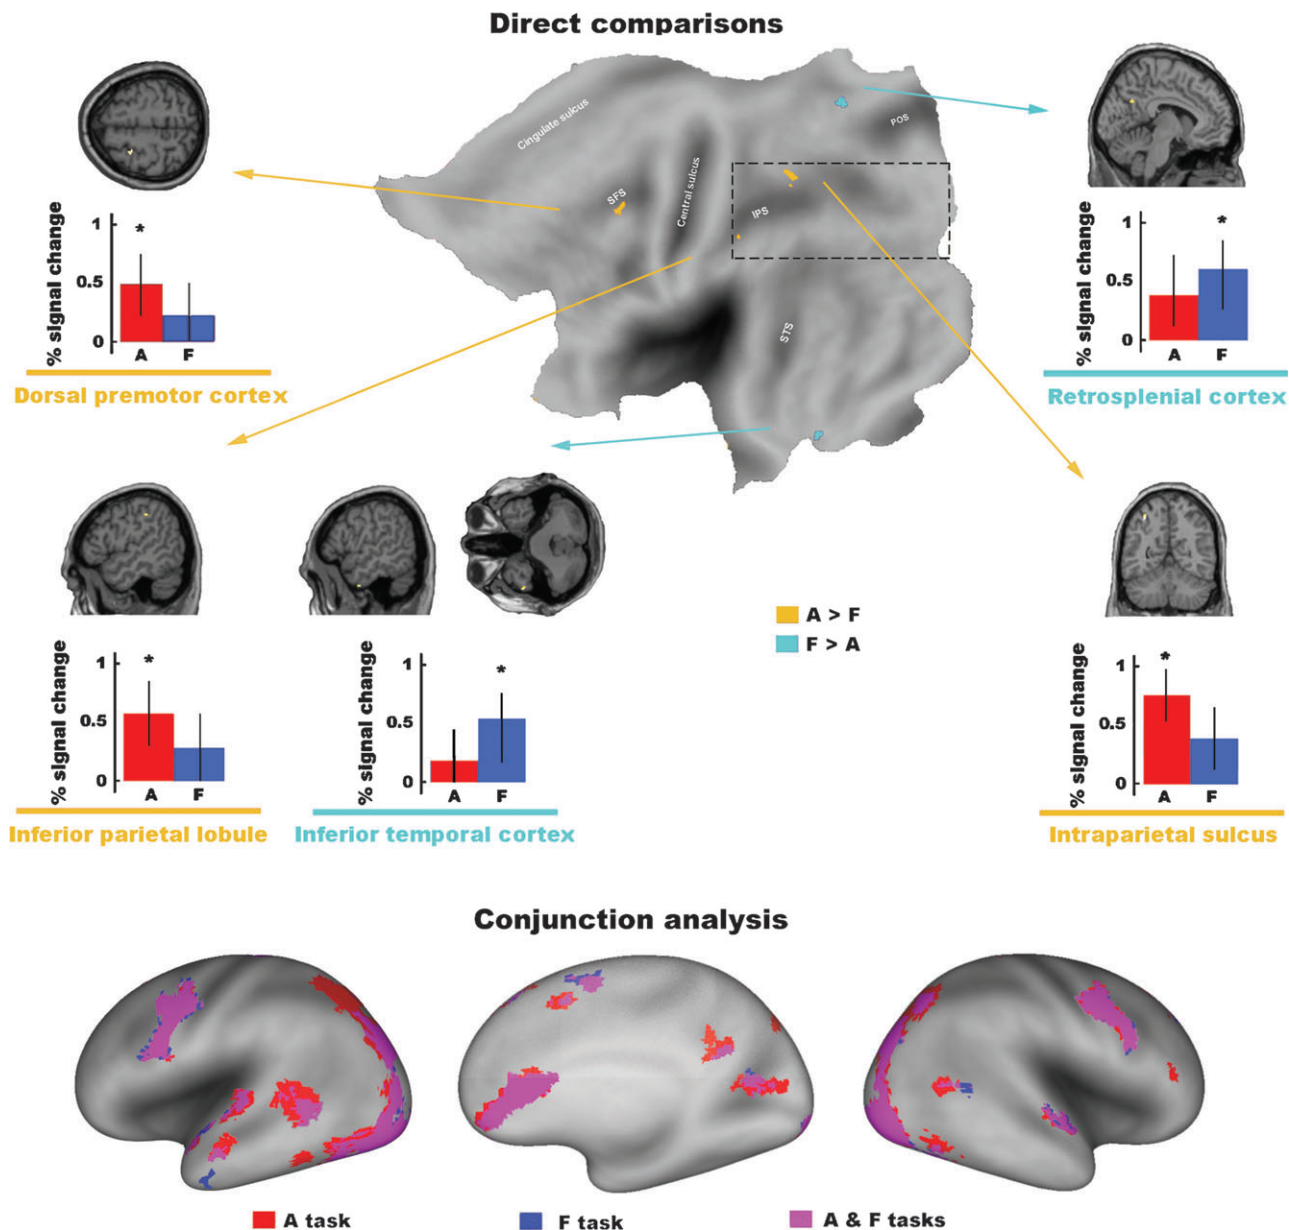 Direct comparisons
Cingulate sulcus
SFS
Central sulcus
IPS
POS
STS
% signal change
1
0.5
0
*
A
F
Dorsal premotor cortex
% signal change
1
0.5
0
*
A
F
Retrosplenial cortex
A > F
F > A
% signal change
1
0.5
0
*
A
F
Inferior parietal lobule
% signal change
1
0.5
0
*
A
F
Inferior temporal cortex
% signal change
1
0.5
0
*
A
F
Intraparietal sulcus
Conjunction analysis
A task
F task
A & F tasks